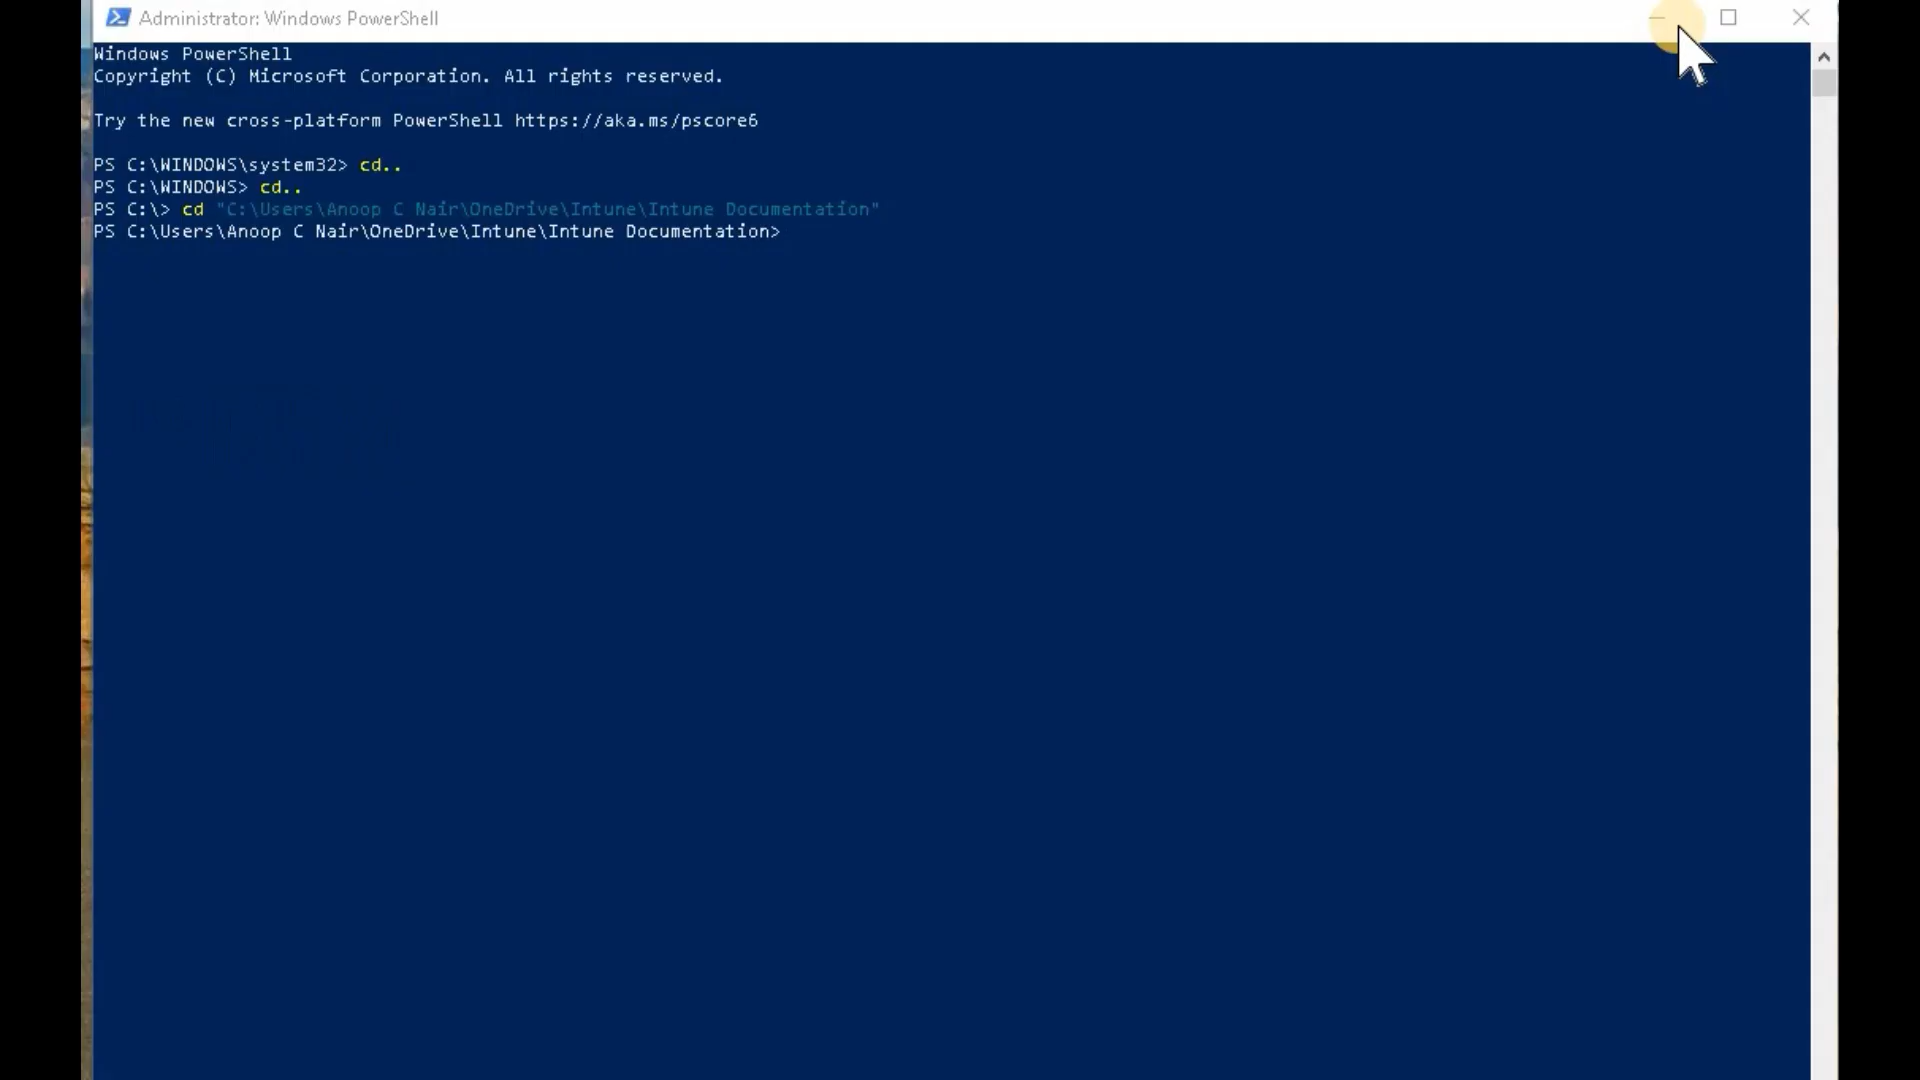 Administrator: Windows PowerShell
Windows PowerShell
Copyright (C) Microsoft Corporation. All rights reserved.
Try the new cross-platform PowerShell https://aka.ms/pscore6
PS C:\WINDOWS\system32> cd..
PS C:\WINDOWS> cd..
PS C:\> cd "C:\Users\Anoop C Nair\OneDrive\Intune\Intune Documentation"
PS C:\Users\Anoop C Nair\OneDrive\Intune\Intune Documentation>